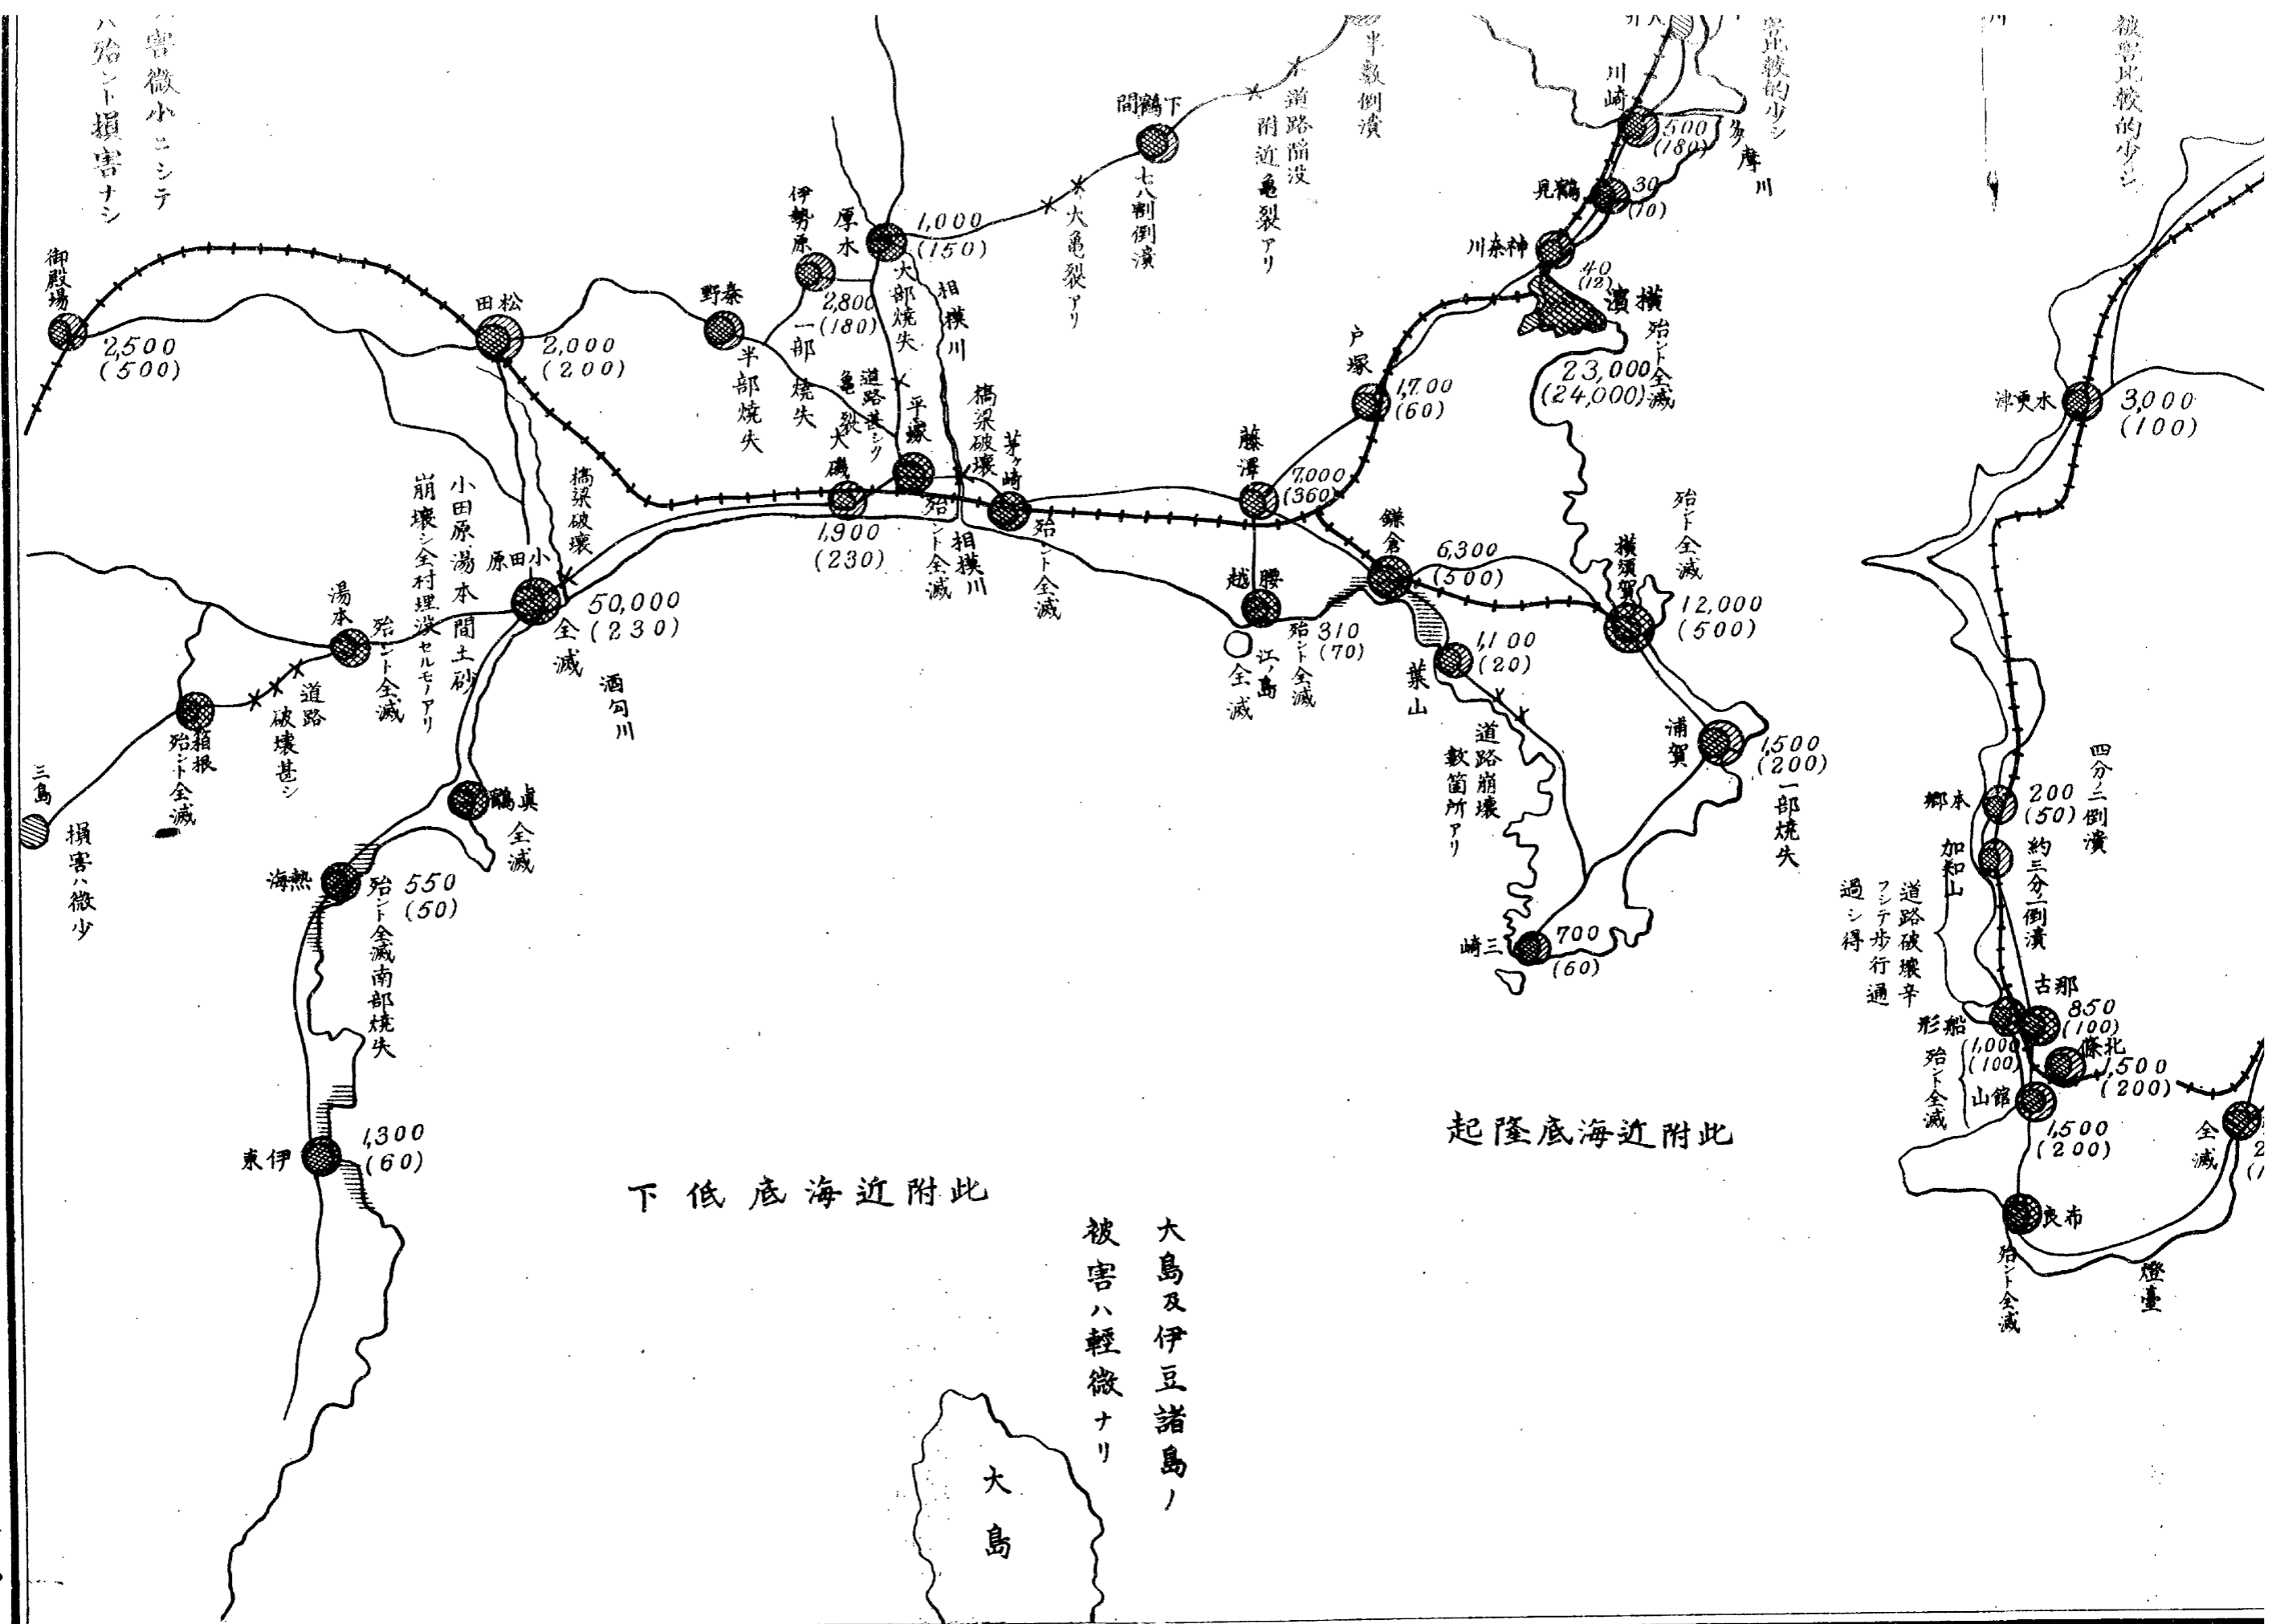 害微小ニシテ
ハ殆ント損害ナシ
御殿場
2,500
(500)
田松
2,000
(200)
野秦
半部焼失
伊勢原
2,800
(180)
一部焼失
厚木
1,000
(150)
大部焼失
相模川
間鶴下
七八割倒潰
大亀裂アリ
道路陥没
附近亀裂アリ
半数倒潰
川崎
500
(180)
多摩川
害比較的少シ
見鶴
30
(10)
川奈神
40
(12)
横濱
殆ント全滅
23,000
(24,000)
戸塚
1,700
(60)
藤澤
7,000
(360)
道路甚シク
亀裂
大磯
1,900
(230)
平塚
殆ント全滅
橋梁破壊
相模川
茅ヶ崎
殆ント全滅
橋梁破壊
小田原湯本間土砂
崩壊シ全村埋没セルモノアリ
原田小
50,000
(230)
全滅
酒匂川
湯本
殆ント全滅
道路
破壊甚シ
箱根
殆ント全滅
三島
損害ハ微少
鶴真
全滅
海熱
550
(50)
殆ント全滅南部焼失
東伊
1,300
(60)
鎌倉
6,300
(500)
越腰
310
(70)
殆ント全滅
江ノ島
全滅
葉山
1,100
(20)
道路崩壊
数箇所アリ
横須賀
殆ント全滅
12,000
(500)
浦賀
1,500
(200)
一部焼失
崎三
700
(60)
被害比較的少シ
津更木
3,000
(100)
郷本
200
(50)
四分ノ二倒潰
加知山
約三分ノ一倒潰
道路破壊辛
フシテ歩行通
過シ得
古那
850
(100)
形船
1,000
(100)
條北
1,500
(200)
山館
1,500
(200)
殆ント全滅
全滅
良布
殆ント全滅
燈臺
起隆底海近附此
下低底海近附此
大島及伊豆諸島ノ
被害ハ軽微ナリ
大島